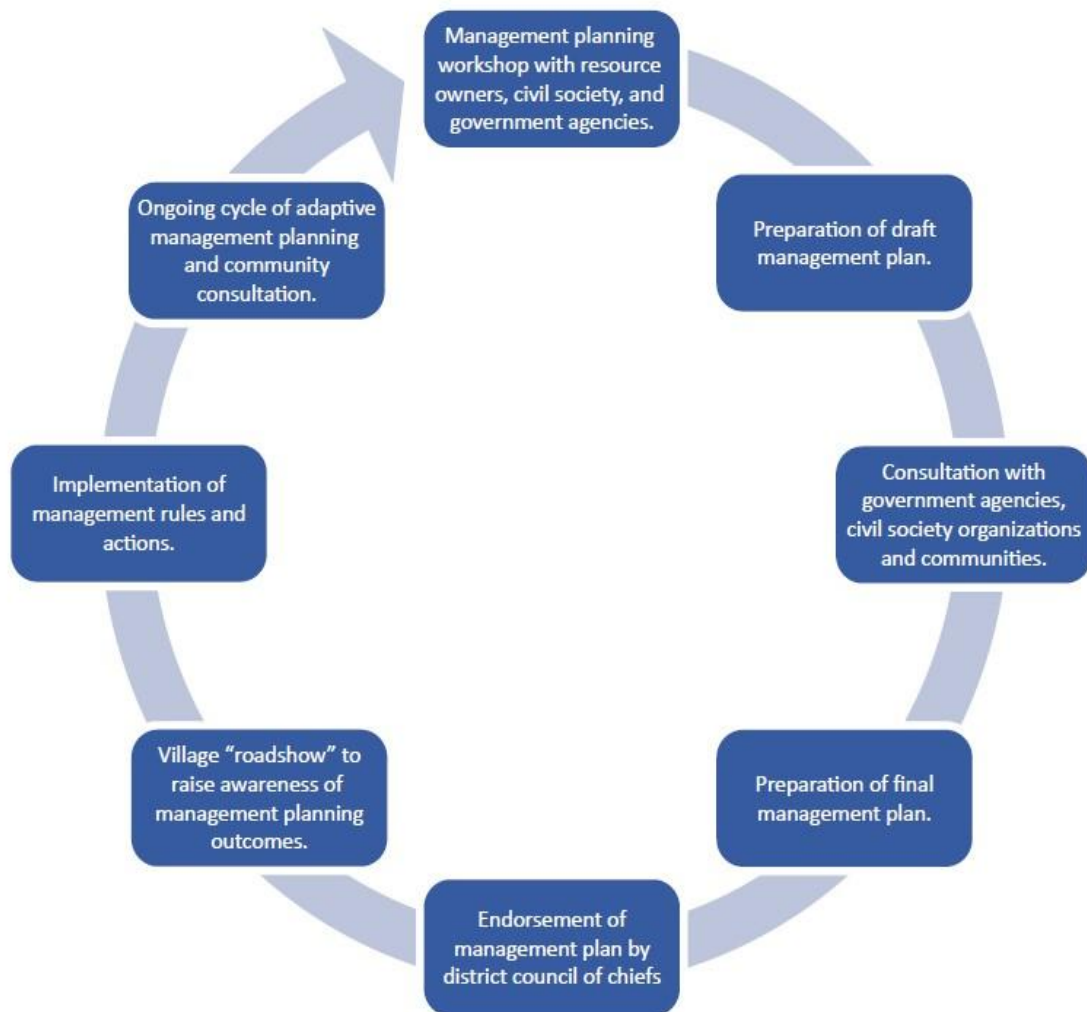 Management planning
workshop with resource
owners, civil society, and
government agencies.
Preparation of draft
management plan.
Consultation with
government agencies,
civil society organizations
and communities.
Preparation of final
management plan.
Endorsement of
management plan by
district council of chiefs
Village “roadshow” to
raise awareness of
management planning
outcomes.
Implementation of
management rules and
actions.
Ongoing cycle of adaptive
management planning
and community
consultation.